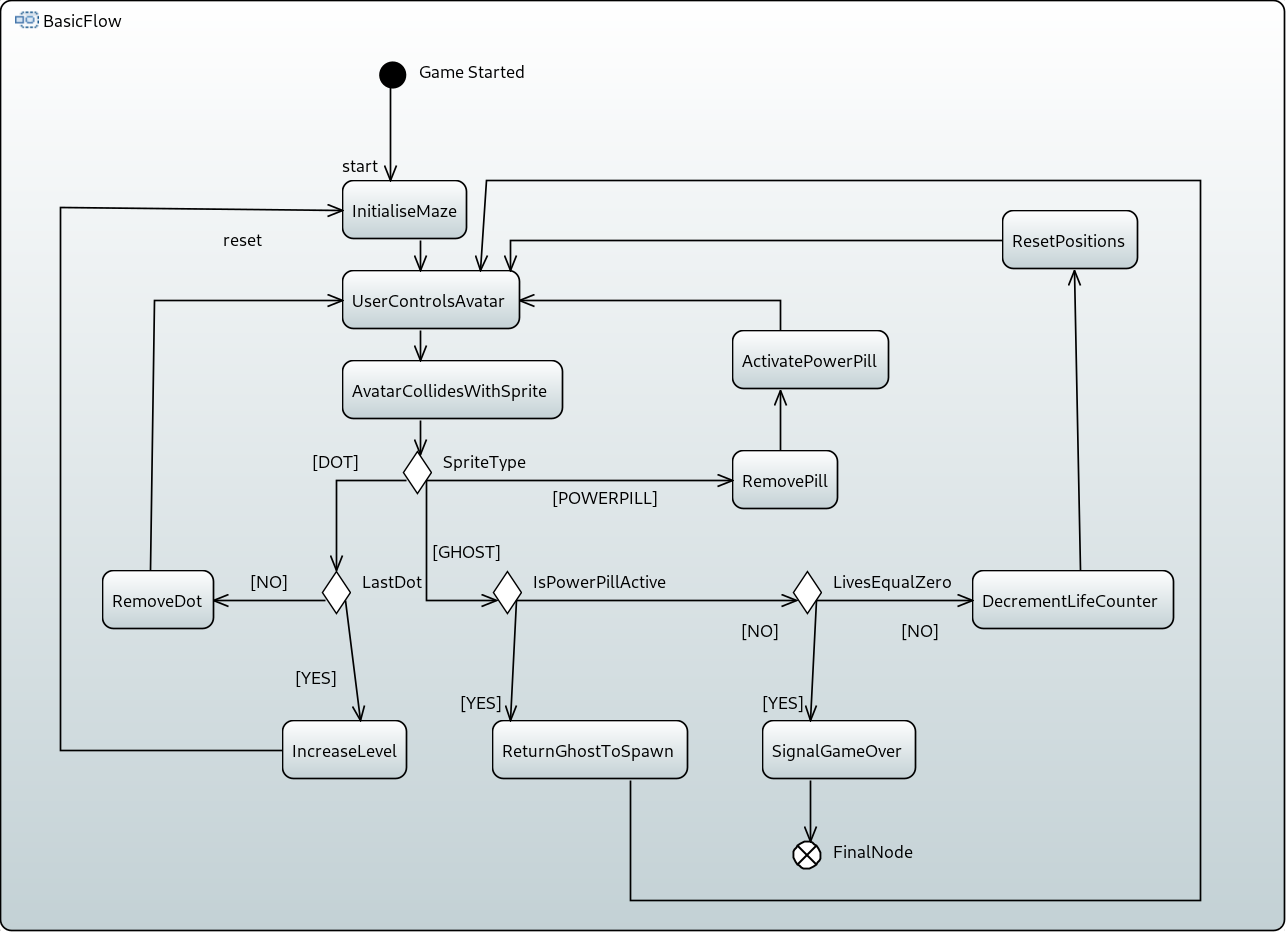 BasicFlow
Game Started
start
InitialiseMaze
reset
ResetPositions
UserControlsAvatar
ActivatePowerPill
AvatarCollidesWithSprite
[DOT]
SpriteType
[POWERPILL]
RemovePill
[GHOST]
[NO]
LastDot
IsPowerPillActive
LivesEqualZero
RemoveDot
DecrementLifeCounter
[NO]
[NO]
[YES]
[YES]
[YES]
IncreaseLevel
ReturnGhostToSpawn
SignalGameOver
FinalNode